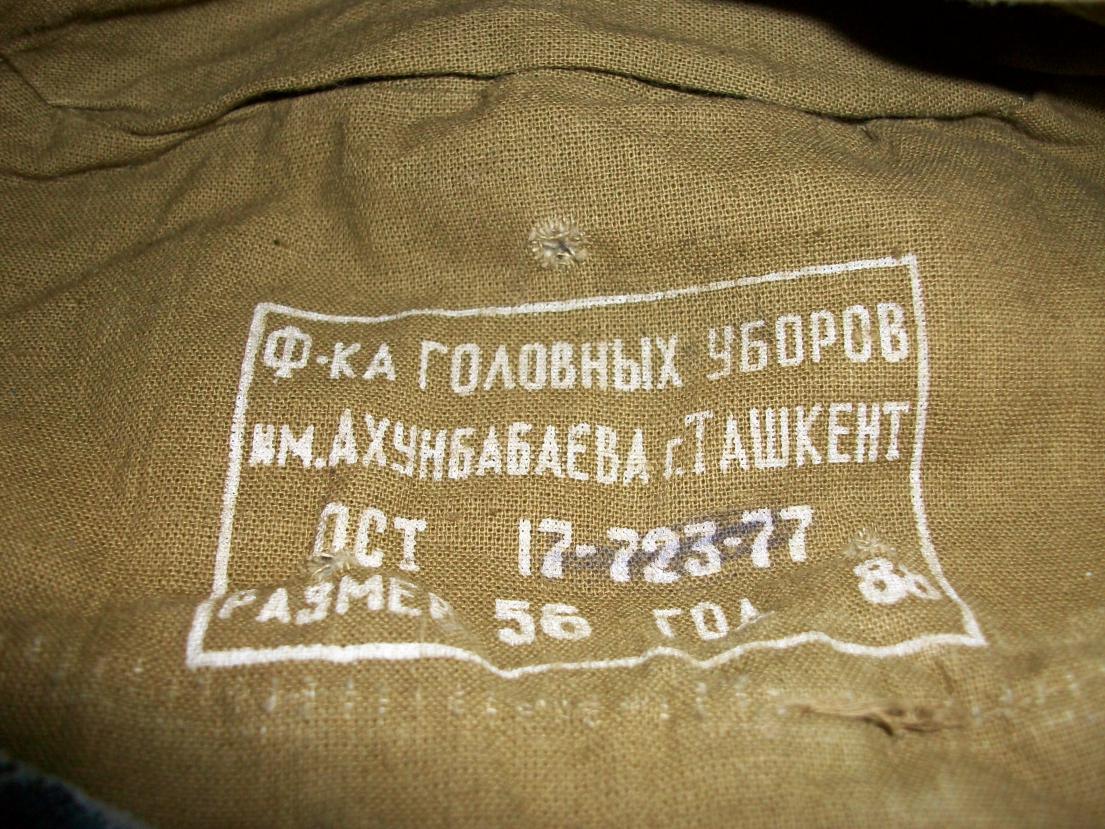 Ф-КА ГОЛОВНЫХ УБОРОВ
ИМ.АХУНБАБАЕВА г.ТАШКЕНТ
ОСТ 17-723-77
РАЗМЕР 56 ГОД